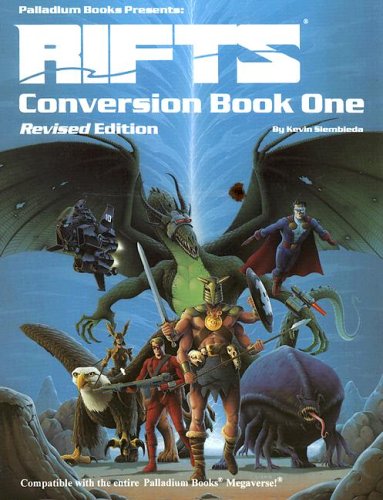 Palladium Books Presents:
RIFTS®
Conversion Book One
Revised Edition
By Kevin Siembieda
Compatible with the entire Palladium Books® Megaverse!®